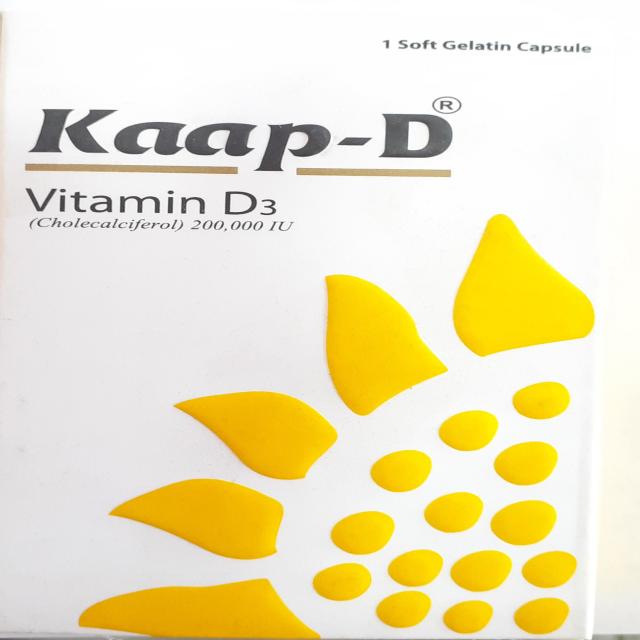 1 Soft Gelatin Capsule
Kaap-D®
Vitamin D3
(Cholecalciferol) 200,000 IU